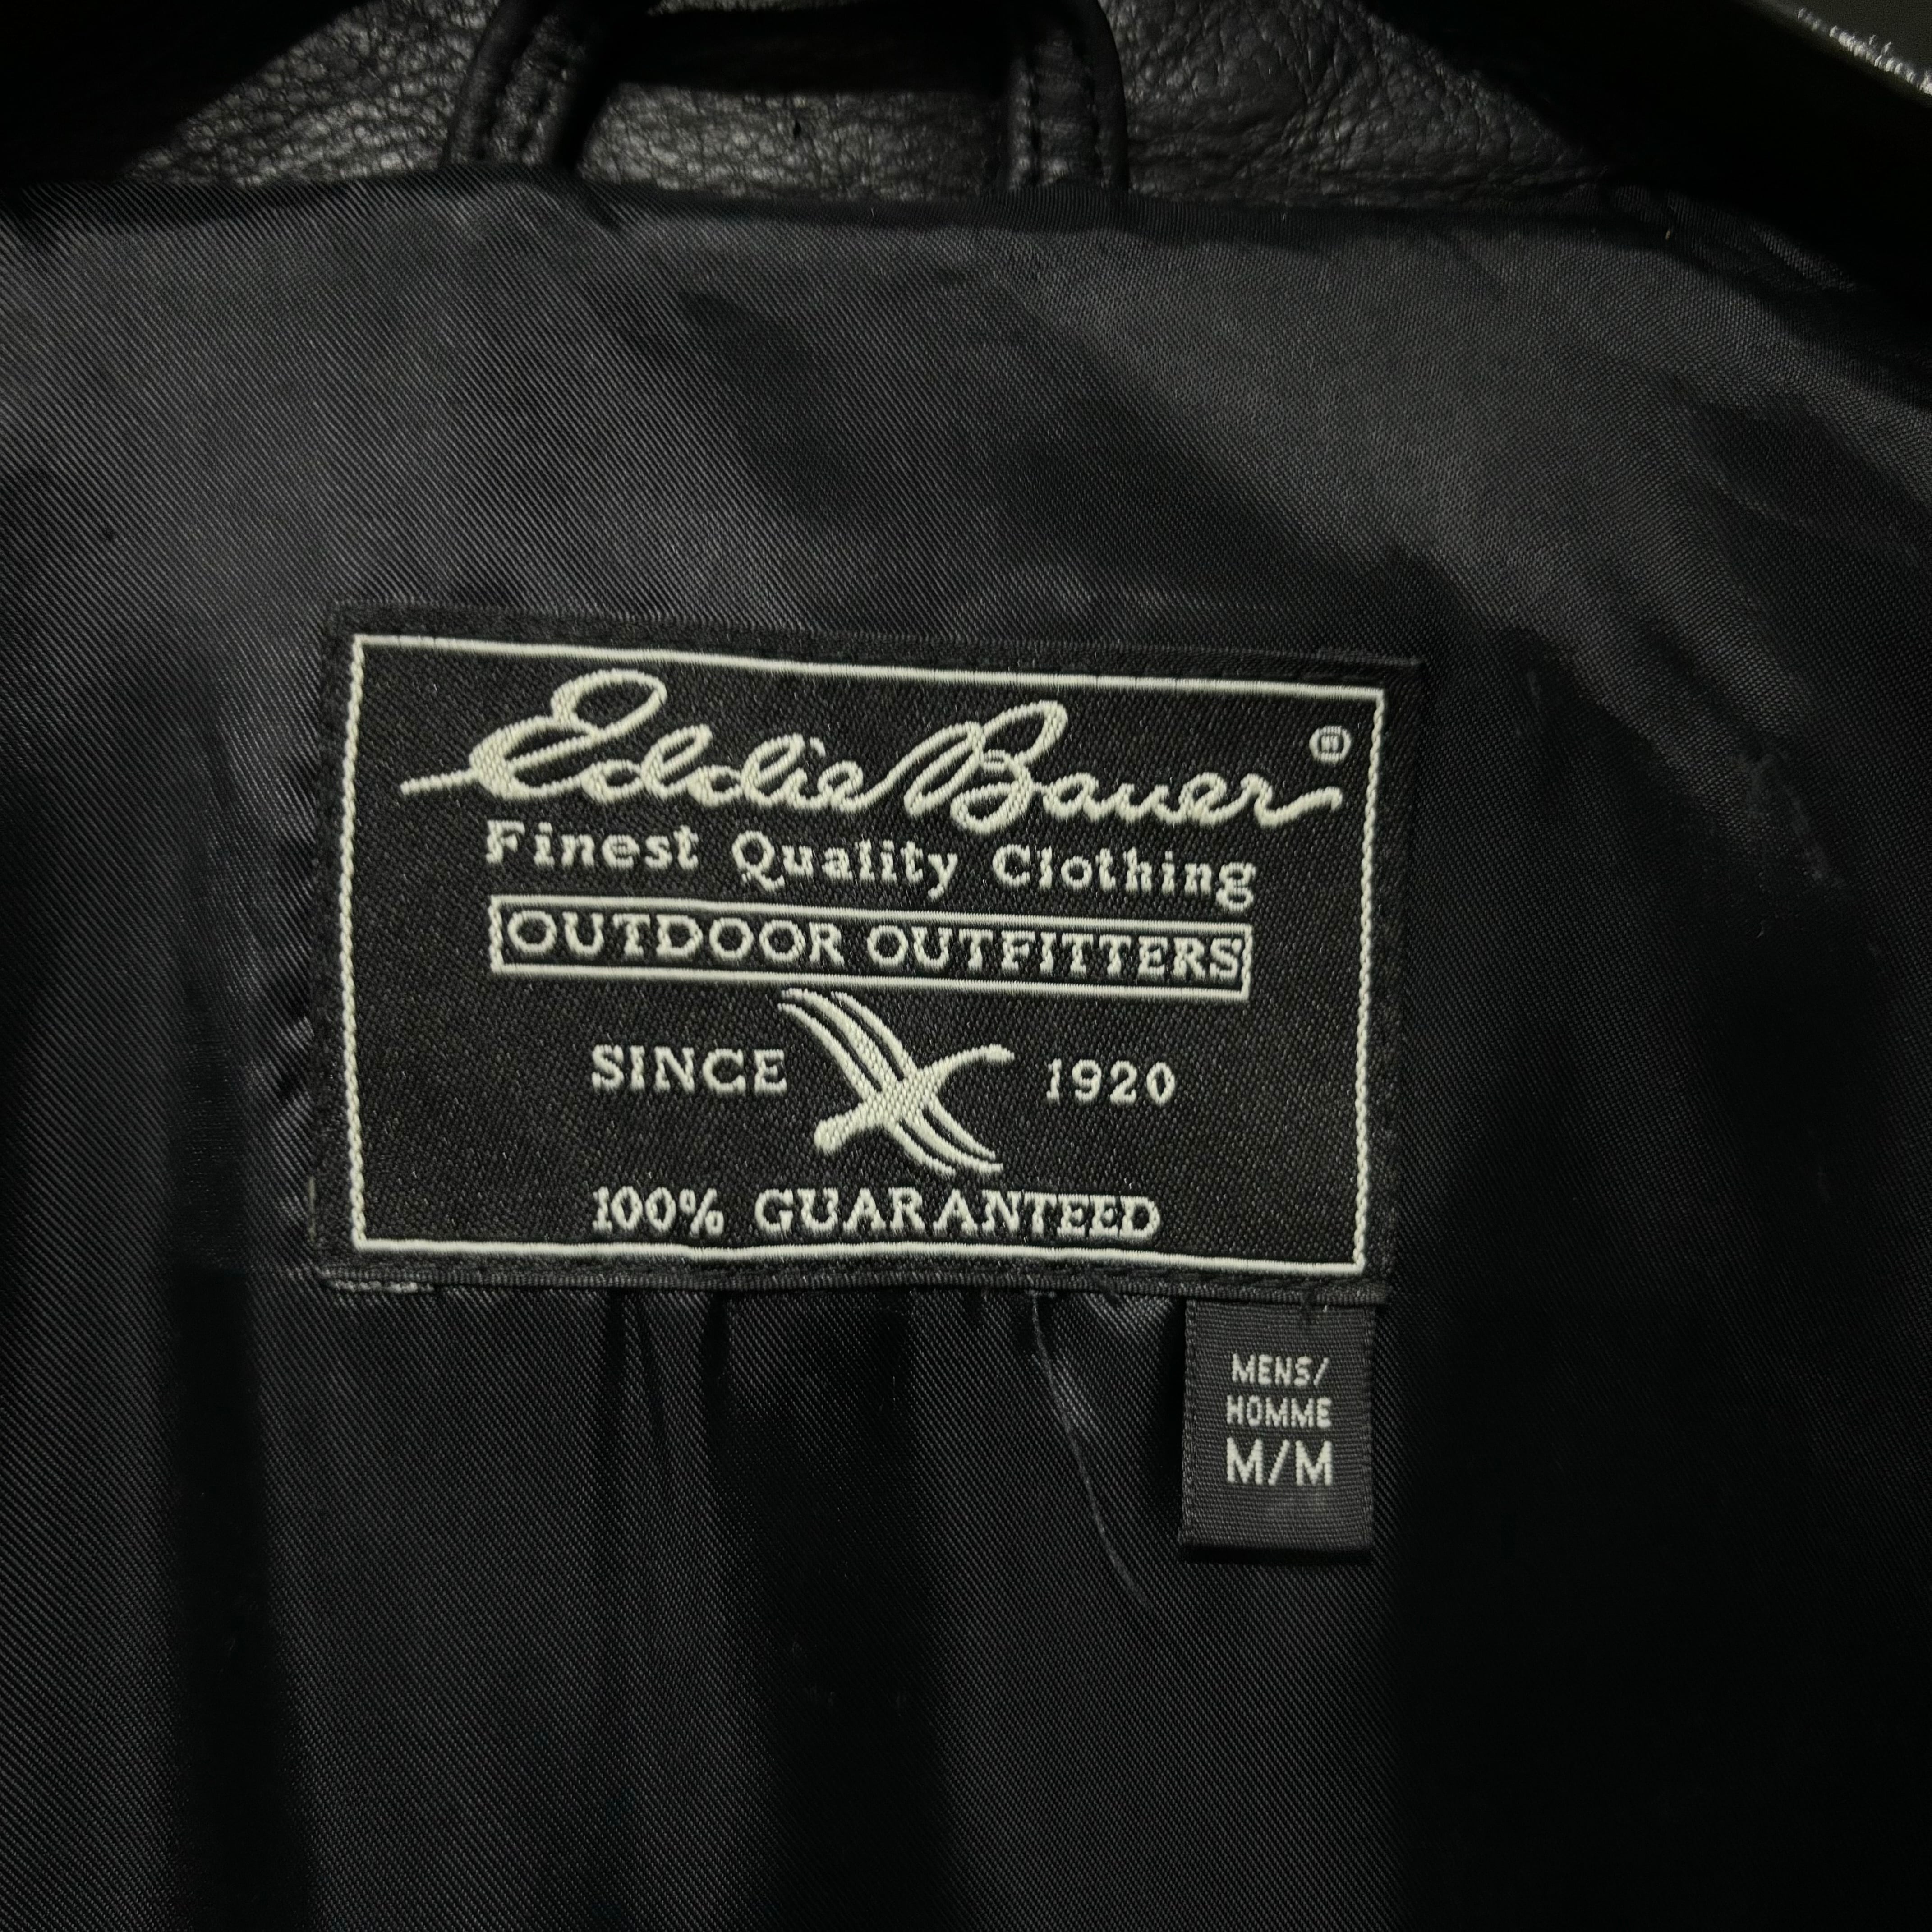 Eddie Bauer ®
Finest Quality Clothing
OUTDOOR OUTFITTERS
SINCE 1920
100% GUARANTEED
MENS/
HOMME
M/M